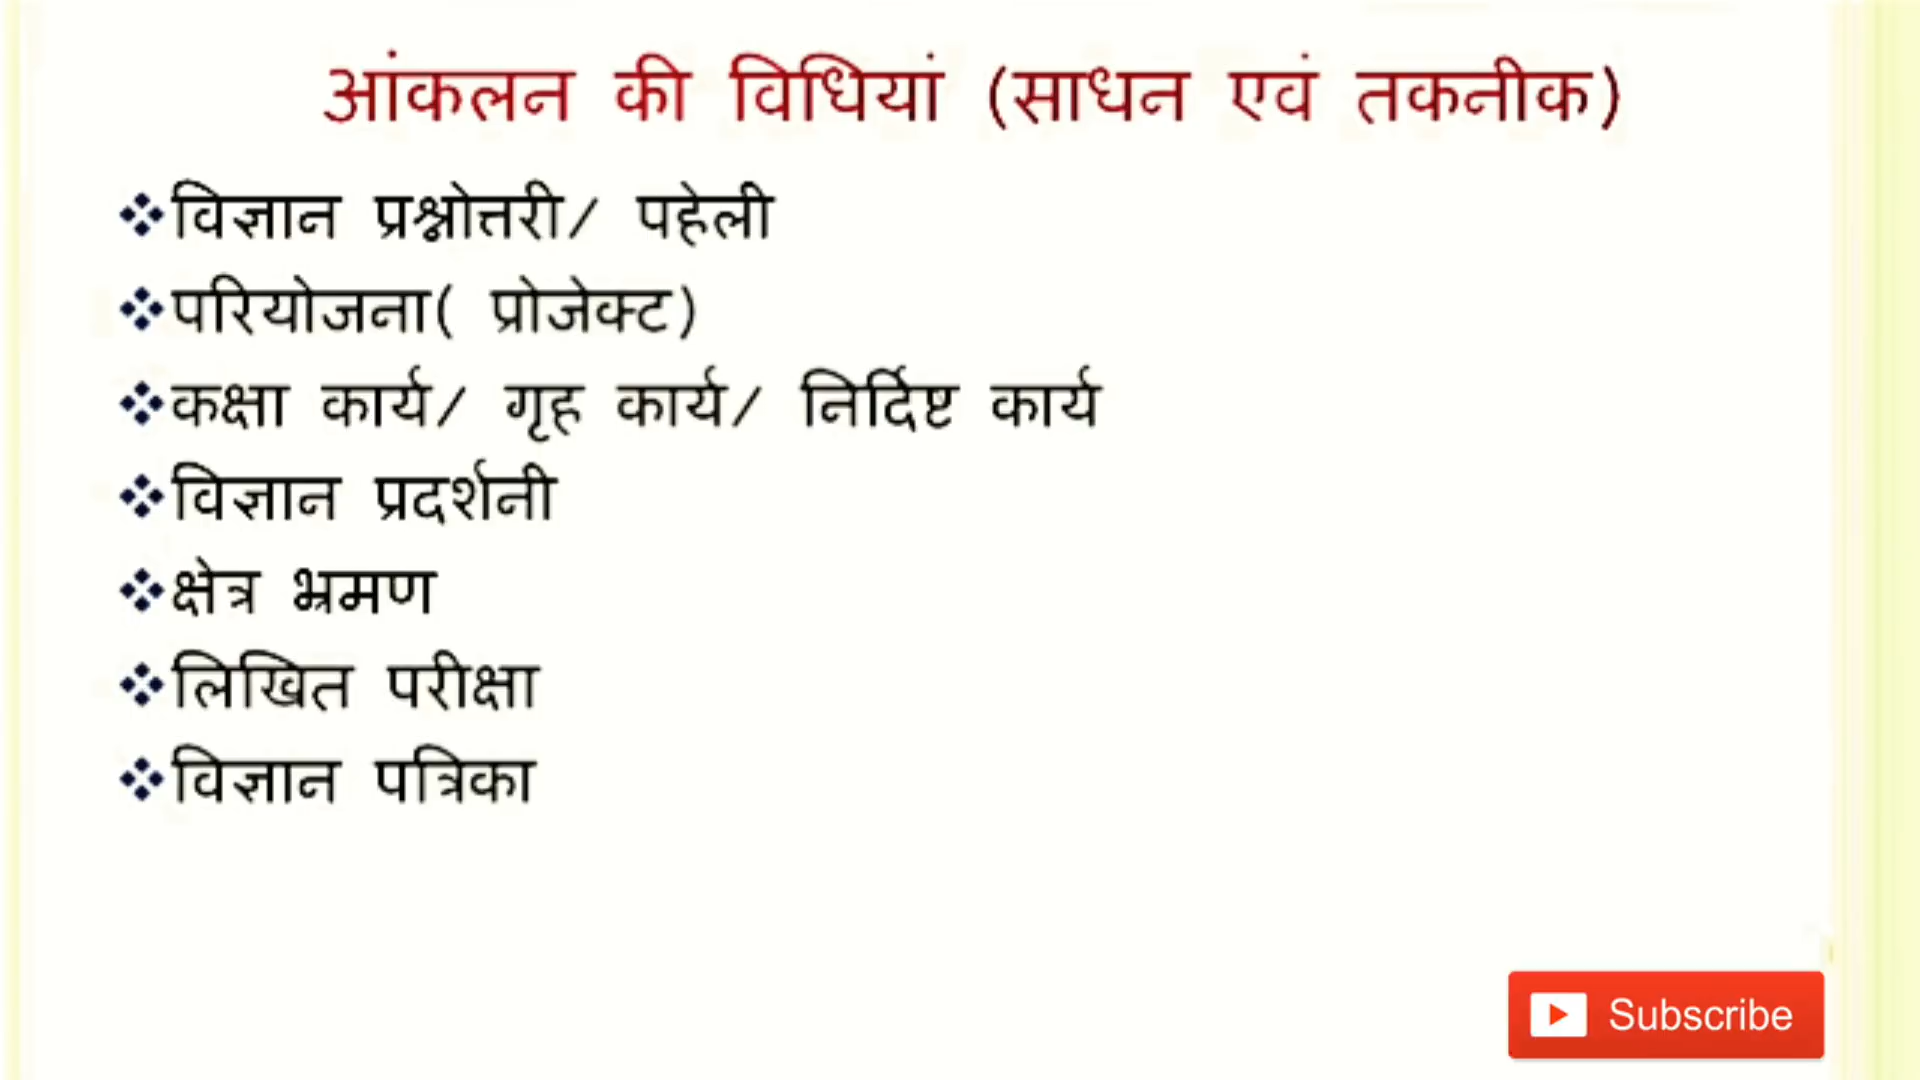 आंकलन की विधियां (साधन एवं तकनीक)
❖विज्ञान प्रश्नोत्तरी/ पहेली
❖परियोजना( प्रोजेक्ट)
❖कक्षा कार्य/ गृह कार्य/ निर्दिष्ट कार्य
❖विज्ञान प्रदर्शनी
❖क्षेत्र भ्रमण
❖लिखित परीक्षा
❖विज्ञान पत्रिका
Subscribe